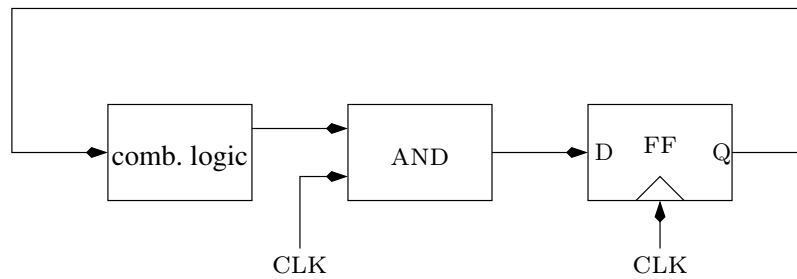 comb. logic
AND
D
FF
Q
CLK
CLK